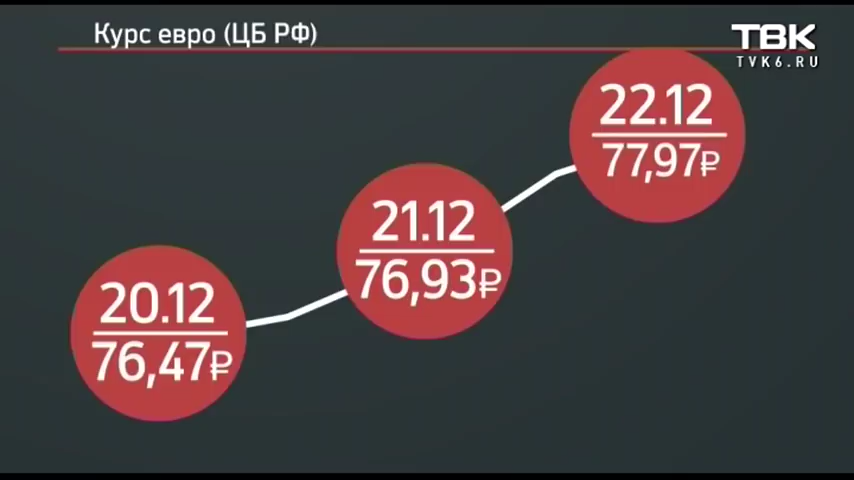 Курс евро (ЦБ РФ)
ТВК
TVK6.RU
22.12
77,97₽
21.12
76,93₽
20.12
76,47₽